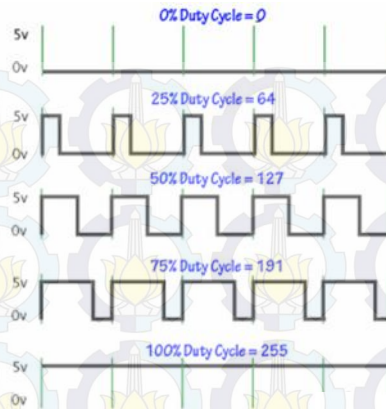 0% Duty Cycle = 0
5v
0v
25% Duty Cycle = 64
5v
0v
50% Duty Cycle = 127
5v
0v
75% Duty Cycle = 191
5v
0v
100% Duty Cycle = 255
5v
0v